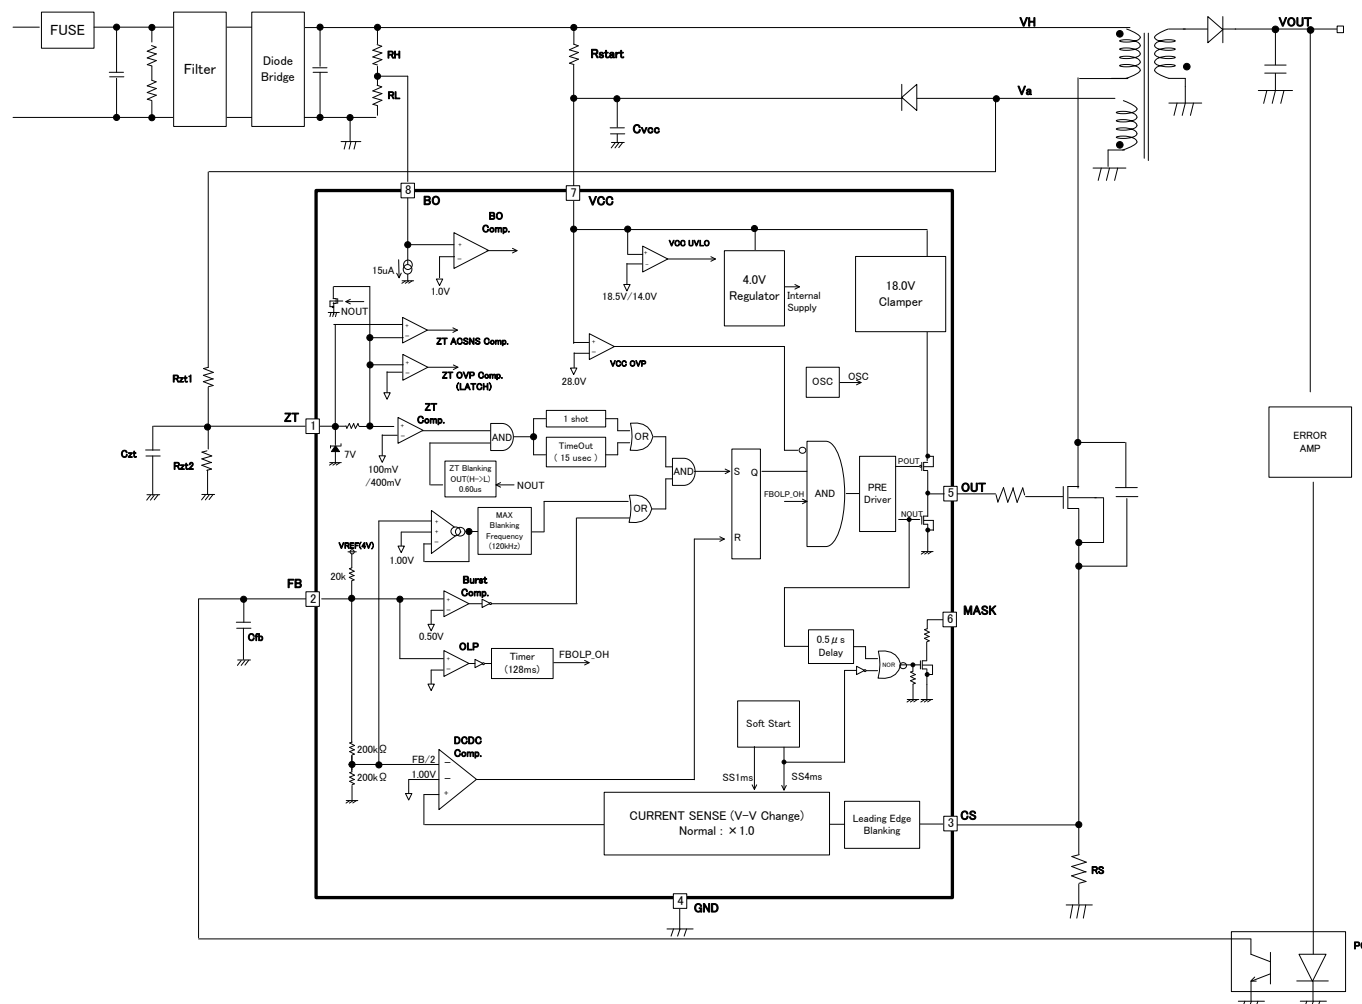 FUSE
Filter
Diode
Bridge
RH
RL
Rstart
Cvcc
VH
Va
VOUT
8
BO
7
VCC
BO
Comp.
15uA
1.0V
VCC UVLO
18.5V/14.0V
4.0V
Regulator
Internal
Supply
18.0V
Clamper
NOUT
ZT ACSNS Comp.
ZT OVP Comp.
(LATCH)
VCC OVP
28.0V
OSC
OSC
Rzt1
ZT
1
Czt
Rzt2
7V
ZT
Comp.
100mV
/400mV
AND
1 shot
TimeOut
( 15 usec )
OR
ZT Blanking
OUT(H->L)
0.60us
NOUT
AND
OR
S
Q
R
FBOLP_OH
AND
PRE
Driver
POUT
NOUT
5
OUT
ERROR
AMP
1.00V
MAX
Blanking
Frequency
(120kHz)
VREF(4V)
20k
FB
2
Cfb
Burst
Comp.
0.50V
OLP
Timer
(128ms)
FBOLP_OH
MASK
6
0.5μs
Delay
NOR
Soft Start
SS1ms
SS4ms
200kΩ
200kΩ
FB/2
1.00V
DCDC
Comp.
CURRENT SENSE (V-V Change)
Normal : ×1.0
Leading Edge
Blanking
3
CS
RS
4
GND